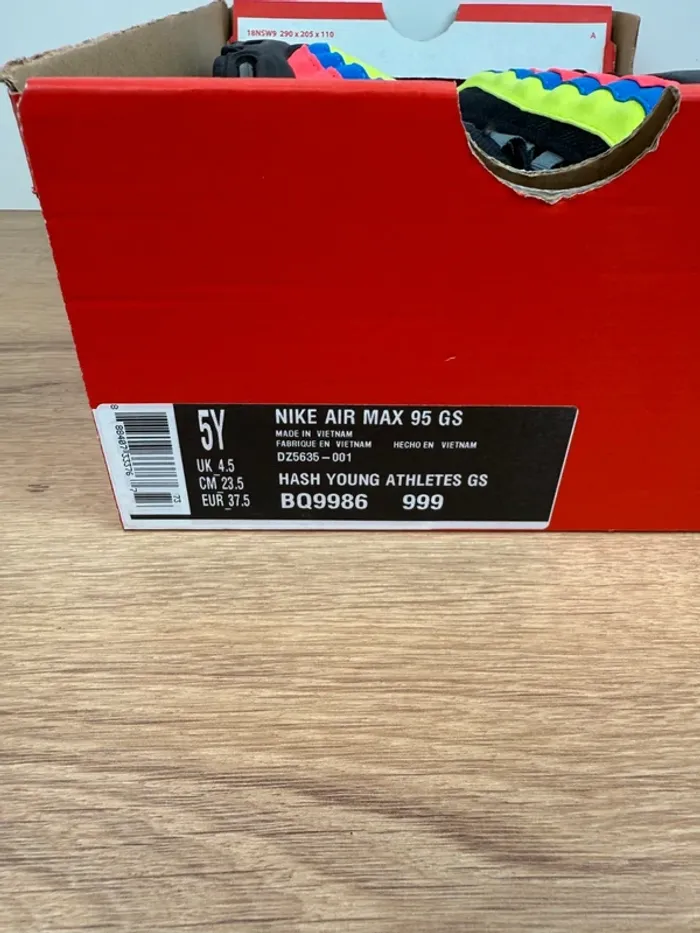 18NSW9 290 x 205 x 110
A
5Y
UK 4.5
CM 23.5
EUR 37.5
NIKE AIR MAX 95 GS
MADE IN VIETNAM
FABRIQUE EN VIETNAM HECHO EN VIETNAM
DZ5635-001
HASH YOUNG ATHLETES GS
BQ9986 999
73